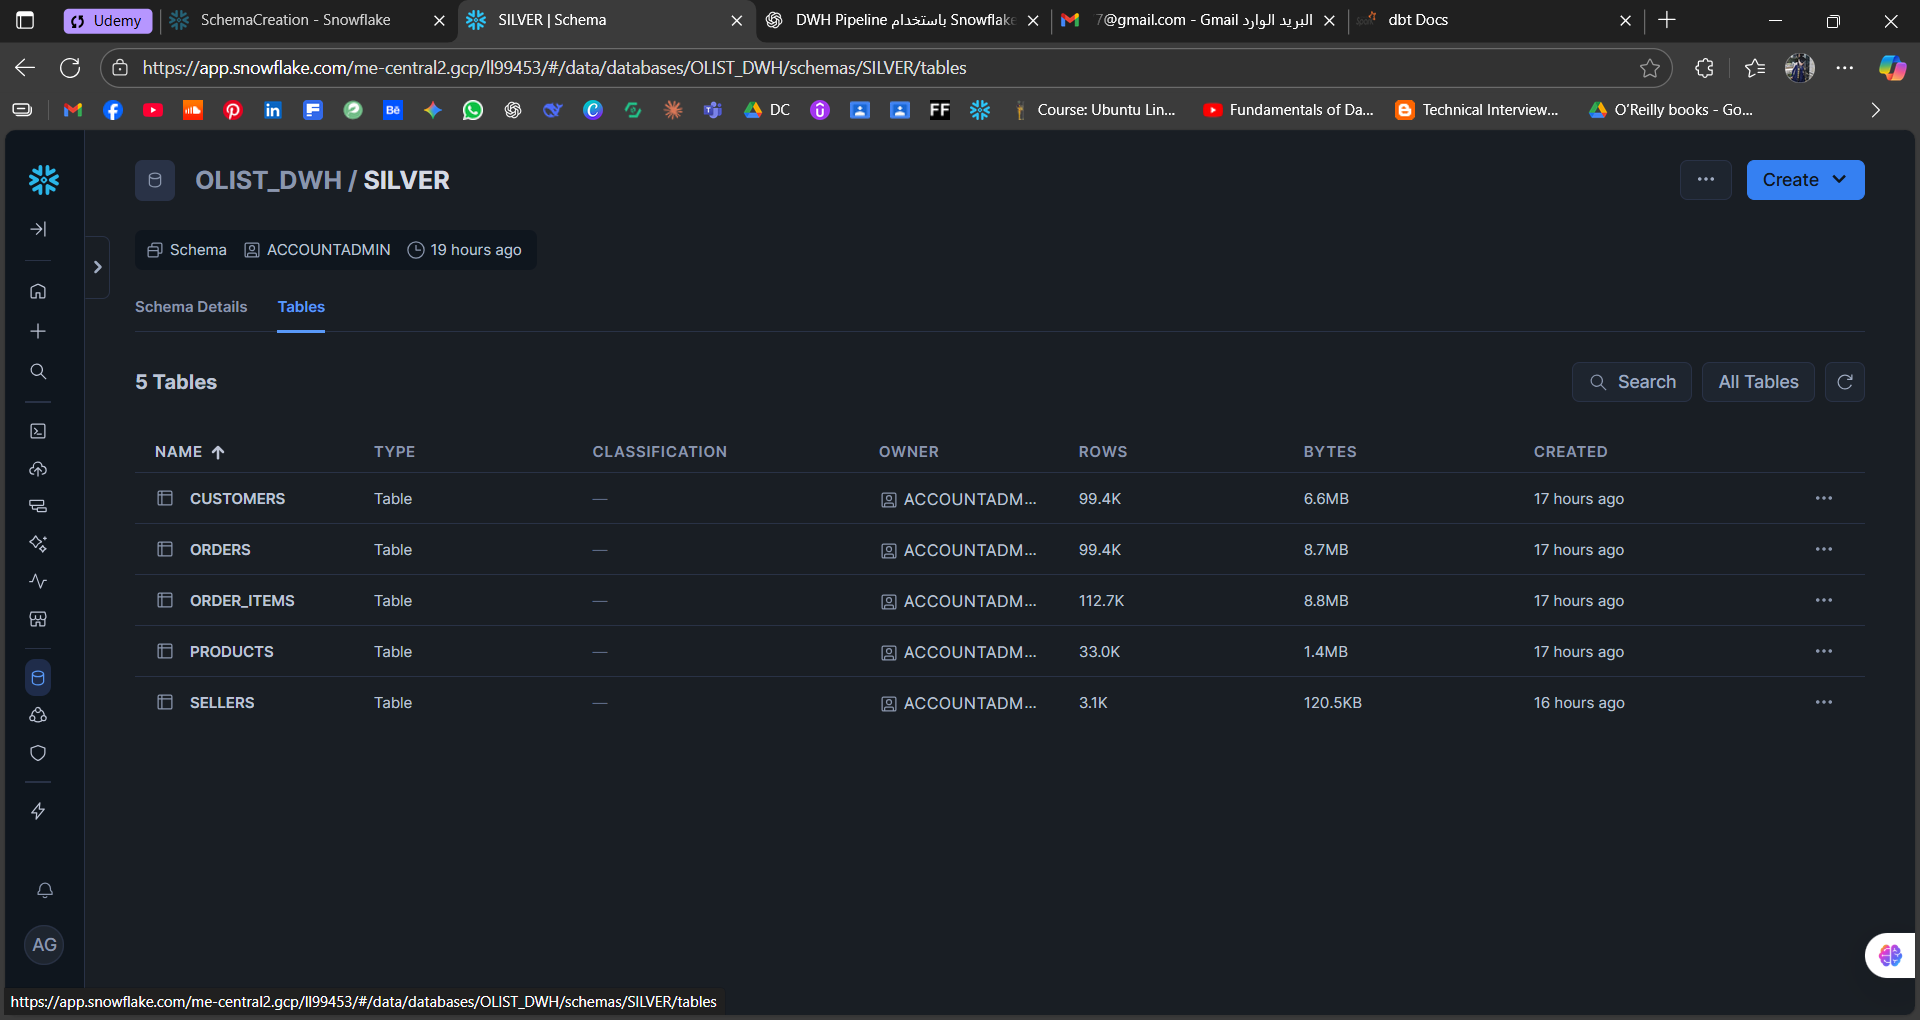 Udemy
SchemaCreation - Snowflake
SILVER | Schema
DWH Pipeline باستخدام Snowflake
7@gmail.com - Gmail البريد الوارد
dbt Docs
https://app.snowflake.com/me-central2.gcp/ll99453/#/data/databases/OLIST_DWH/schemas/SILVER/tables
DC
Course: Ubuntu Lin...
Fundamentals of Da...
Technical Interview...
O'Reilly books - Go...
OLIST_DWH / SILVER
Create
Schema
ACCOUNTADMIN
19 hours ago
Schema Details
Tables
5 Tables
Search
All Tables
NAME TYPE CLASSIFICATION OWNER ROWS BYTES CREATED
CUSTOMERS Table — ACCOUNTADM... 99.4K 6.6MB 17 hours ago
ORDERS Table — ACCOUNTADM... 99.4K 8.7MB 17 hours ago
ORDER_ITEMS Table — ACCOUNTADM... 112.7K 8.8MB 17 hours ago
PRODUCTS Table — ACCOUNTADM... 33.0K 1.4MB 17 hours ago
SELLERS Table — ACCOUNTADM... 3.1K 120.5KB 16 hours ago
AG
https://app.snowflake.com/me-central2.gcp/ll99453/#/data/databases/OLIST_DWH/schemas/SILVER/tables